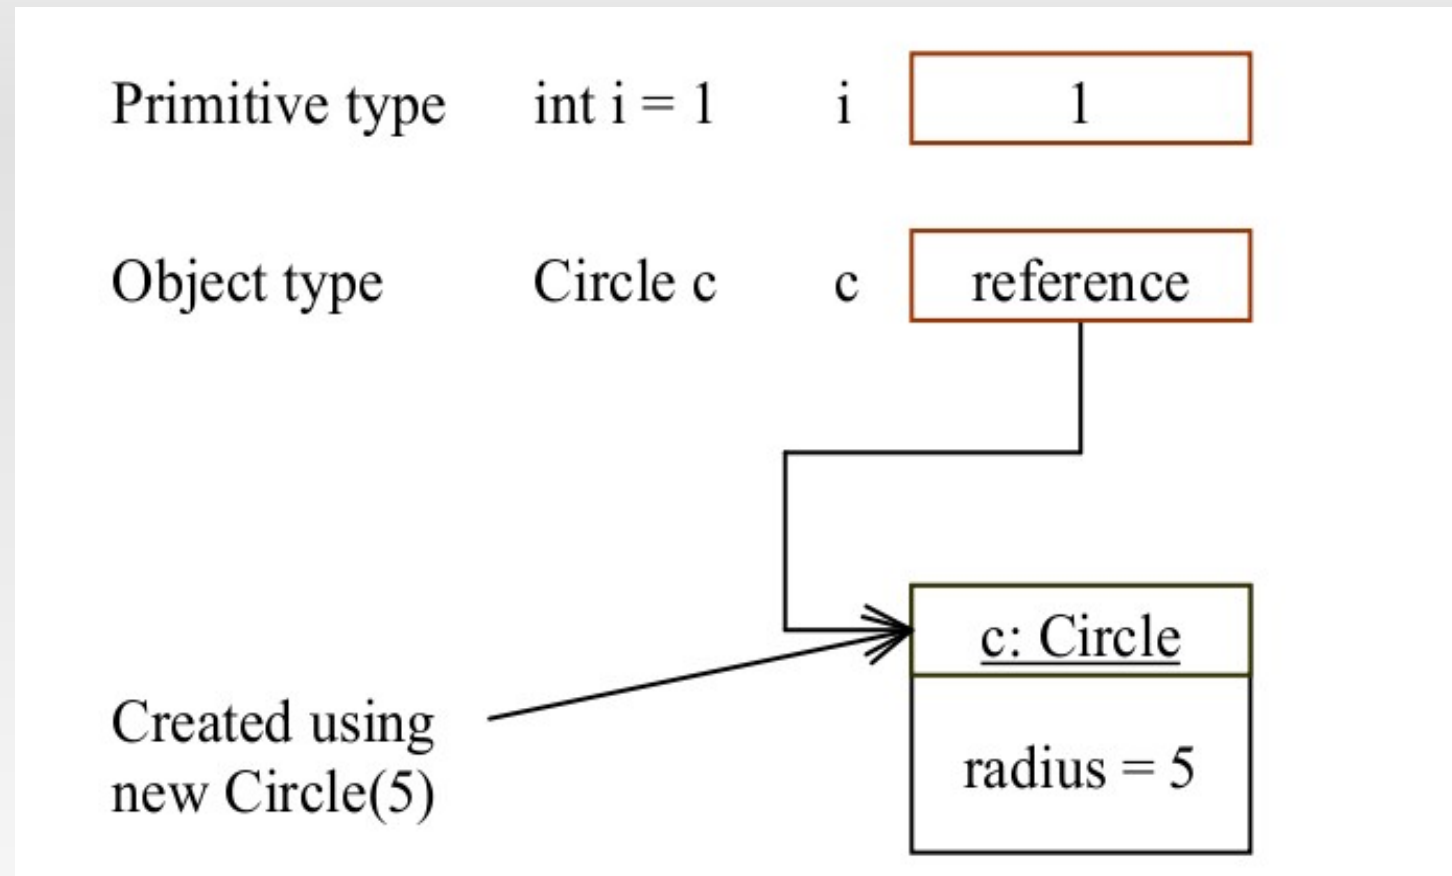 Primitive type int i = 1 i 1
Object type Circle c c reference
c: Circle
Created using
new Circle(5)
radius = 5